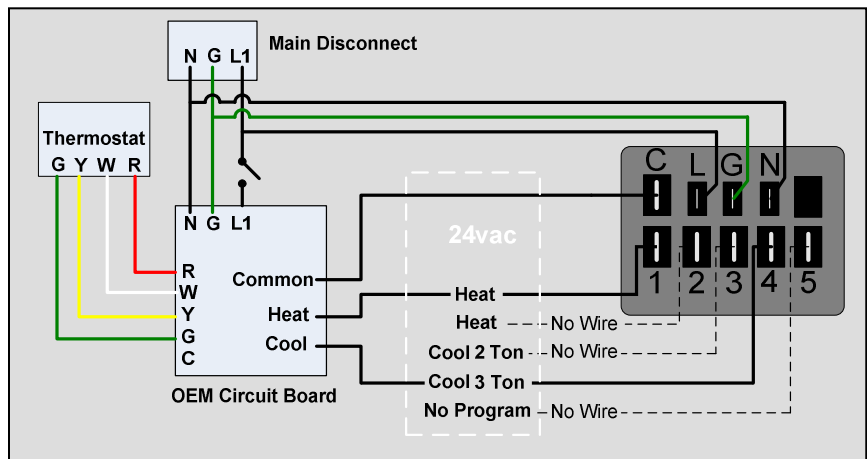 Main Disconnect
N G L1
Thermostat
G Y W R
C L G N
N G L1
24vac
1 2 3 4 5
R
W
Y
G
C
Common
Heat
Cool
Heat
Heat No Wire
Cool 2 Ton No Wire
Cool 3 Ton
No Program No Wire
OEM Circuit Board